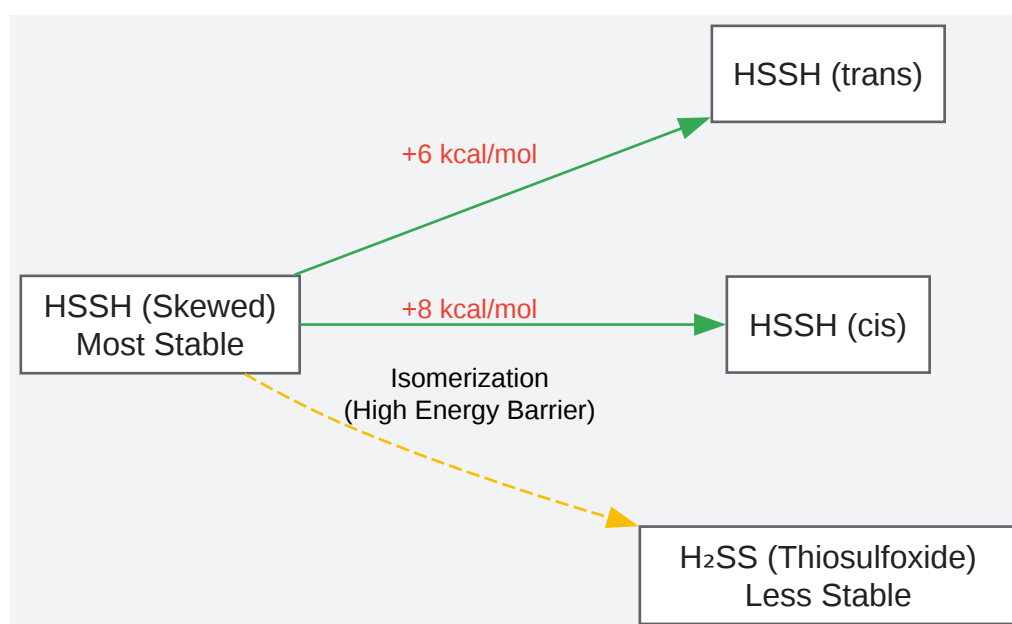 HSSH (trans)
+6 kcal/mol
HSSH (Skewed)
Most Stable
+8 kcal/mol
HSSH (cis)
Isomerization
(High Energy Barrier)
H₂SS (Thiosulfoxide)
Less Stable